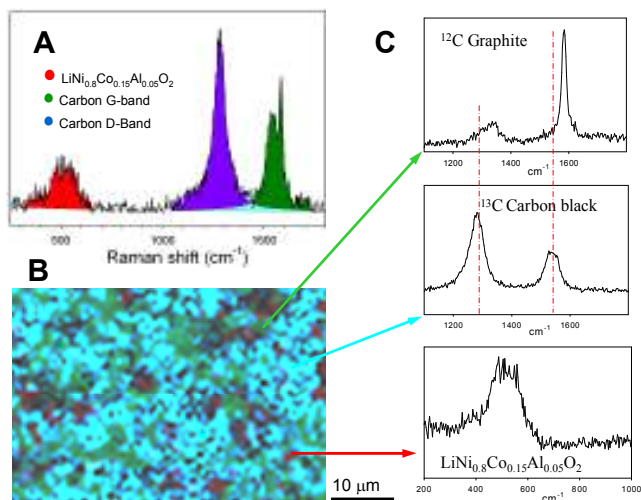 A
LiNi0.8Co0.15Al0.05O2
Carbon G-band
Carbon D-Band
500 1000 1500
Raman shift (cm-1)
B
10 μm
C
12C Graphite
1200 1400 1600
cm-1
13C Carbon black
1200 1400 1600
cm-1
LiNi0.8Co0.15Al0.05O2
200 400 600 800 1000
cm-1